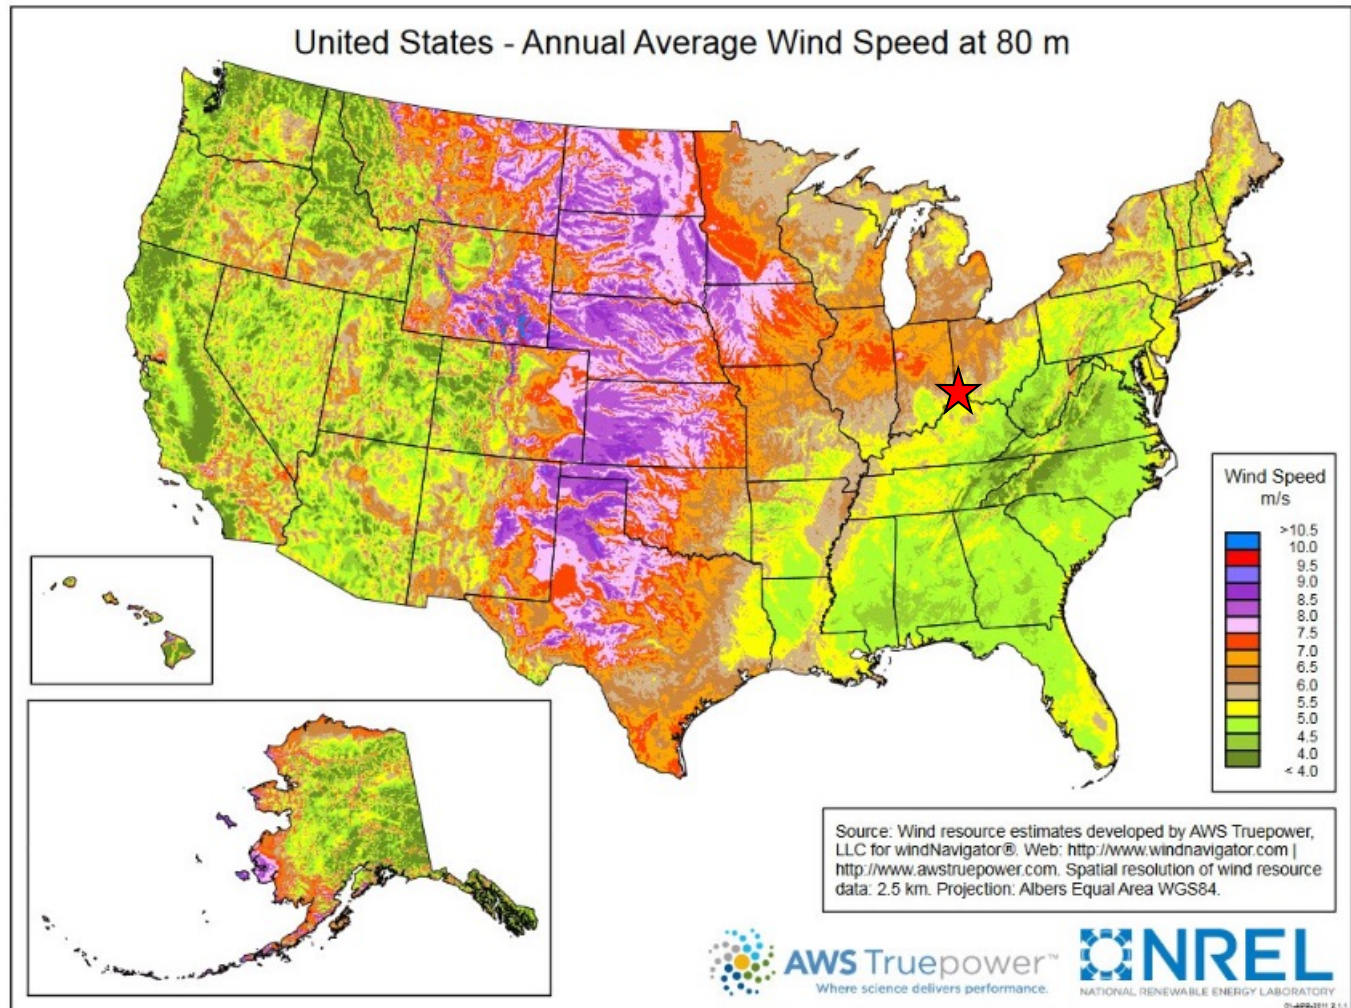 United States - Annual Average Wind Speed at 80 m
Wind Speed
m/s
>10.5
10.0
9.5
9.0
8.5
8.0
7.5
7.0
6.5
6.0
5.5
5.0
4.5
4.0
< 4.0
Source: Wind resource estimates developed by AWS Truepower,
LLC for windNavigator®. Web: http://www.windnavigator.com |
http://www.awstruepower.com. Spatial resolution of wind resource
data: 2.5 km. Projection: Albers Equal Area WGS84.
AWS Truepower™
Where science delivers performance.
NREL
NATIONAL RENEWABLE ENERGY LABORATORY